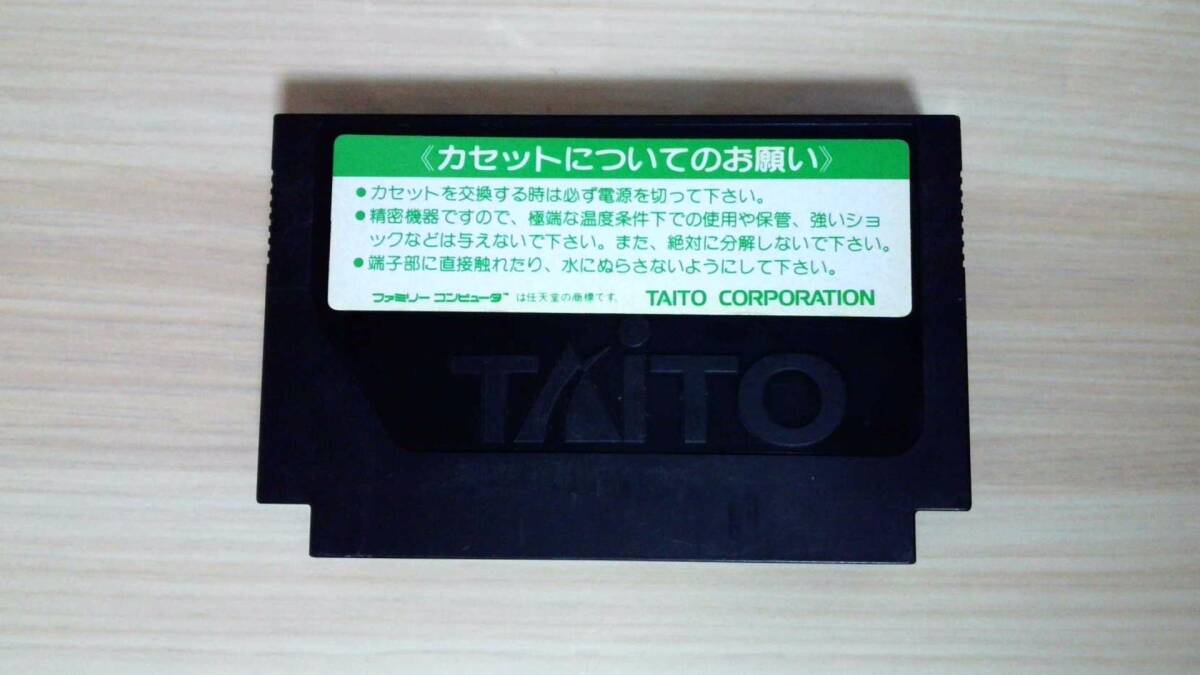 《カセットについてのお願い》
●カセットを交換する時は必ず電源を切って下さい。
●精密機器ですので、極端な温度条件下での使用や保管、強いショ
ックなどは与えないで下さい。また、絶対に分解しないで下さい。
●端子部に直接触れたり、水にぬらさないようにして下さい。
ファミリーコンピュータ™は任天堂の商標です。 TAITO CORPORATION
TAiTO